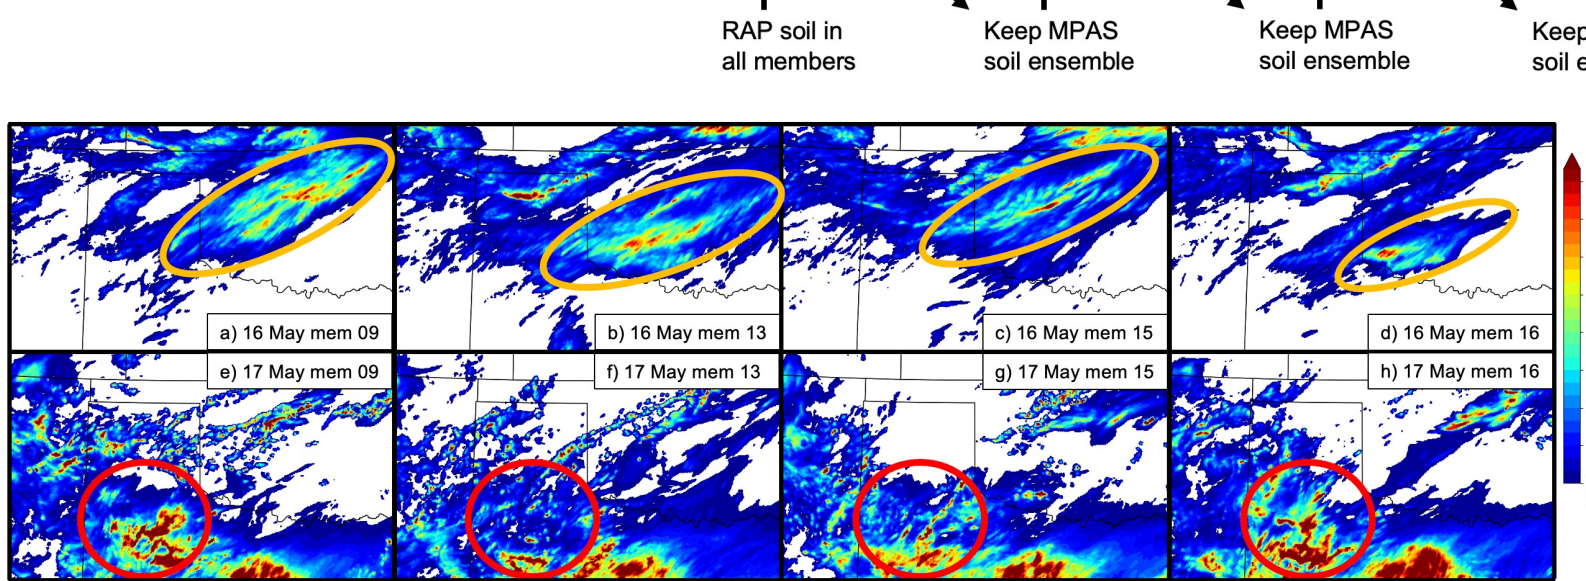 RAP soil in
all members
Keep MPAS
soil ensemble
Keep MPAS
soil ensemble
Keep
soil e
a) 16 May mem 09
b) 16 May mem 13
c) 16 May mem 15
d) 16 May mem 16
e) 17 May mem 09
f) 17 May mem 13
g) 17 May mem 15
h) 17 May mem 16